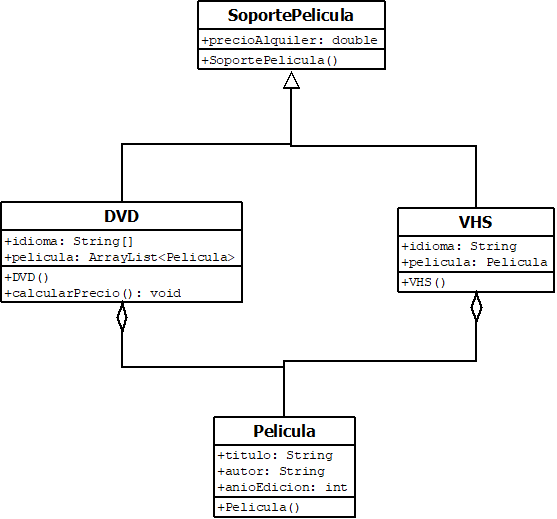 SoportePelicula
+precioAlquiler: double
+SoportePelicula()
DVD
+idioma: String[]
+pelicula: ArrayList<Pelicula>
+DVD()
+calcularPrecio(): void
VHS
+idioma: String
+pelicula: Pelicula
+VHS()
Pelicula
+titulo: String
+autor: String
+anioEdicion: int
+Pelicula()